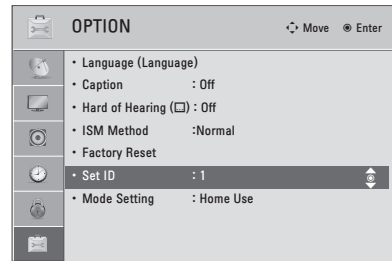 OPTION
Move
Enter
• Language (Language)
• Caption : Off
• Hard of Hearing ( ) : Off
• ISM Method :Normal
• Factory Reset
• Set ID : 1
• Mode Setting : Home Use